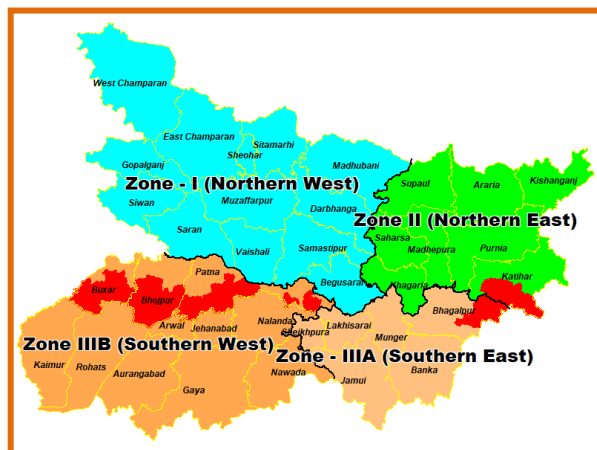 West Champaran
East Champaran
Sitamarhi
Sheohar
Gopalganj
Madhubani
Zone - I (Northern West)
Supaul
Araria
Kishanganj
Siwan
Muzaffarpur
Darbhanga
Zone II (Northern East)
Saran
Saharsa
Madhepura
Purnia
Vaishali
Samastipur
Patna
Begusarai
Khagaria
Katihar
Buxar
Bhojpur
Bhagalpur
Arwal
Jehanabad
Nalanda
Sheikhpura
Lakhisarai
Munger
Zone IIIB (Southern West)
Zone - IIIA (Southern East)
Kaimur
Rohats
Aurangabad
Nawada
Banka
Gaya
Jamui